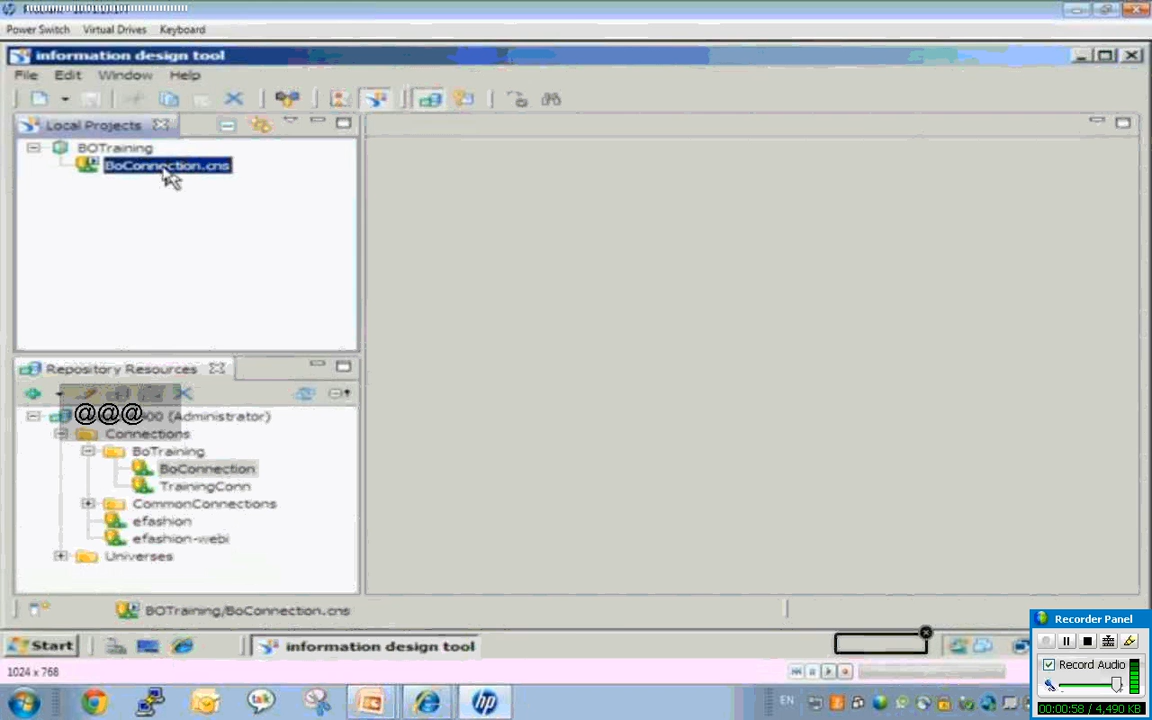 Power Switch Virtual Drives Keyboard
information design tool
File Edit Window Help
Local Projects
BOTraining
BoConnection.cns
Repository Resources
@@@00 (Administrator)
Connections
BoTraining
BoConnection
TrainingConn
CommonConnections
efashion
efashion-webi
Universes
BOTraining/BoConnection.cns
Start information design tool
1024 x 768
Recorder Panel
Record Audio
00:00:58 / 4,490 KB
EN